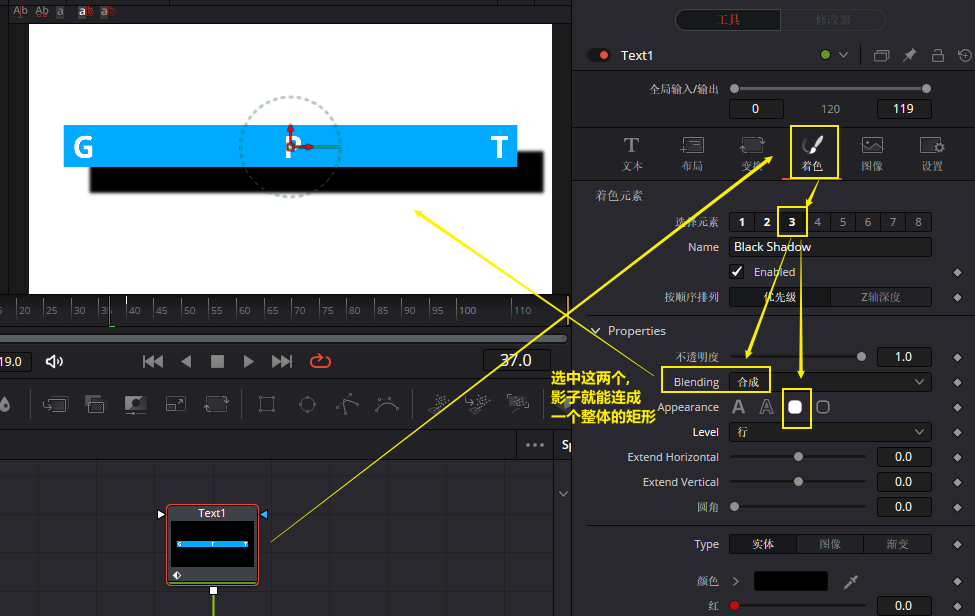 Ab Ab a ab ab
工具 修改器
Text1
全局输入/输出
0 120 119
文本 布局 变换 着色 图像 设置
着色元素
选择元素 1 2 3 4 5 6 7 8
Name Black Shadow
Enabled
按顺序排列 优先级 Z轴深度
Properties
不透明度 1.0
Blending 合成
Appearance A A
Level 行
Extend Horizontal 0.0
Extend Vertical 0.0
圆角 0.0
Type 实体 图像 渐变
颜色
红 0.0
G P T
20 25 30 35 40 45 50 55 60 65 70 75 80 85 90 95 100 110
19.0 37.0
选中这两个,
影子就能连成
一个整体的矩形
Sp
Text1
G P T